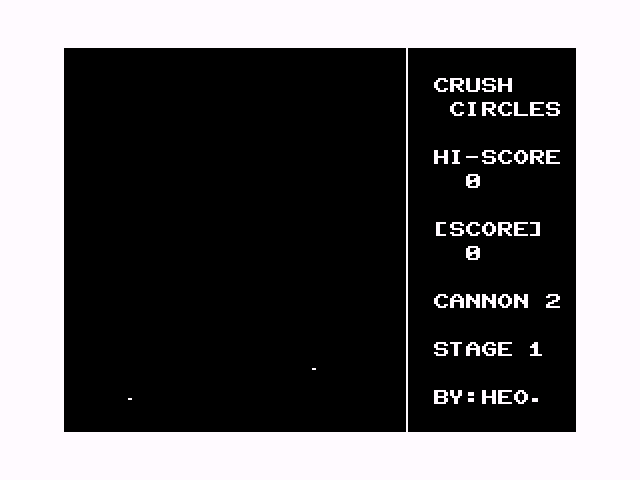 CRUSH
CIRCLES
HI-SCORE
0
[SCORE]
0
CANNON 2
STAGE 1
BY:HEO.